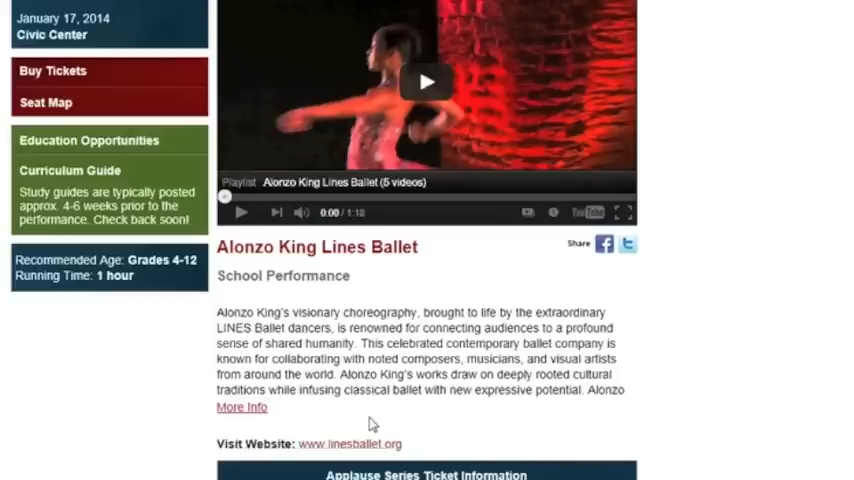 January 17, 2014
Civic Center
Buy Tickets
Seat Map
Education Opportunities
Curriculum Guide
Study guides are typically posted
approx. 4-6 weeks prior to the
performance. Check back soon!
Recommended Age: Grades 4-12
Running Time: 1 hour
Playlist Alonzo King Lines Ballet (5 videos)
0:00 / 1:18
YouTube
Alonzo King Lines Ballet
Share
School Performance
Alonzo King's visionary choreography, brought to life by the extraordinary
LINES Ballet dancers, is renowned for connecting audiences to a profound
sense of shared humanity. This celebrated contemporary ballet company is
known for collaborating with noted composers, musicians, and visual artists
from around the world. Alonzo King's works draw on deeply rooted cultural
traditions while infusing classical ballet with new expressive potential. Alonzo
More Info
Visit Website: www.linesballet.org
Applause Series Ticket Information